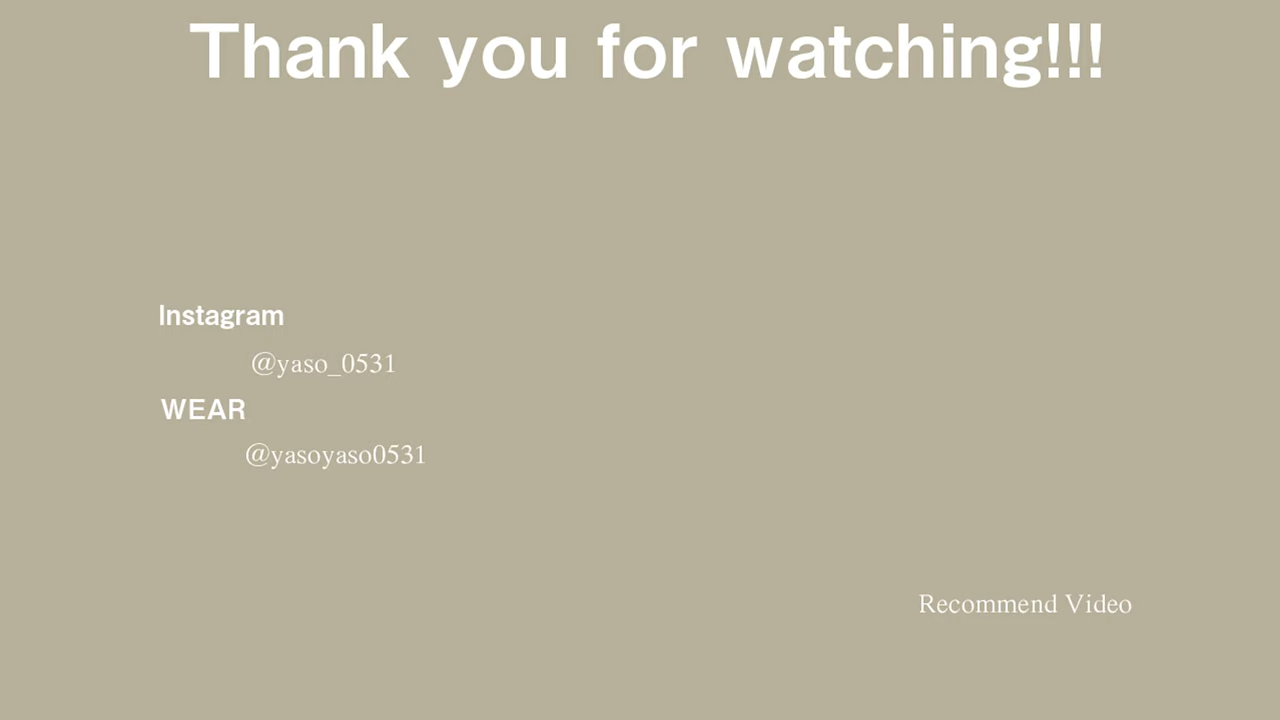 Thank you for watching!!!
Instagram
@yaso_0531
WEAR
@yasoyaso0531
Recommend Video